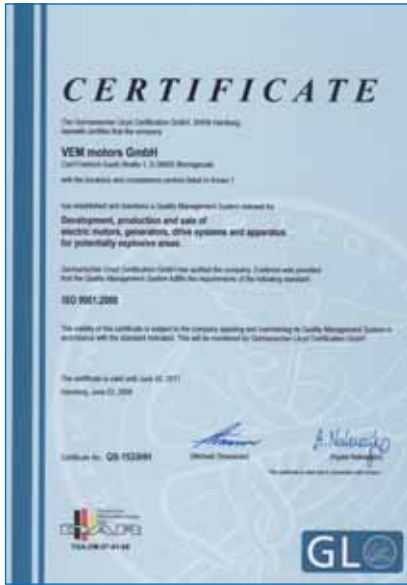 CERTIFICATE
The Germanischer Lloyd Certification GmbH, 20459 Hamburg,
herewith certifies that the company
VEM motors GmbH
Carl-Friedrich-Gauß-Straße 1, D-38855 Wernigerode
with the locations and competence centres listed in Annex 1
has established and maintains a Quality Management System relevant for
Development, production and sale of
electric motors, generators, drive systems and apparatus
for potentially explosive areas.
Germanischer Lloyd Certification GmbH has audited the company. Evidence was provided
that the Quality Management System fulfills the requirements of the following standard:
ISO 9001:2000
The validity of this certificate is subject to the company applying and maintaining its Quality Management System in
accordance with the standard indicated. This will be monitored by Germanischer Lloyd Certification GmbH
The certificate is valid until June 02, 2011
Hamburg, June 03, 2008
Certificate No. QS-1533HH
GL